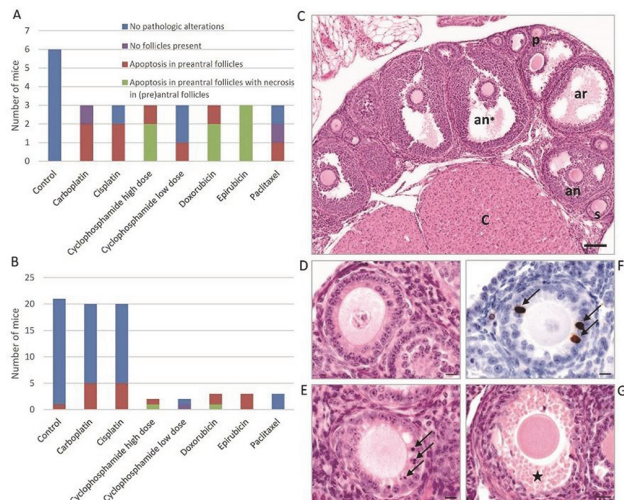 A
No pathologic alterations
No follicles present
Apoptosis in preantral follicles
Apoptosis in preantral follicles with necrosis
in (pre)antral follicles
Number of mice
7
6
5
4
3
2
1
0
Control
Carboplatin
Cisplatin
Cyclophosphamide high dose
Cyclophosphamide low dose
Doxorubicin
Epirubicin
Paclitaxel
B
Number of mice
25
20
15
10
5
0
Control
Carboplatin
Cisplatin
Cyclophosphamide high dose
Cyclophosphamide low dose
Doxorubicin
Epirubicin
Paclitaxel
C
p
ar
an*
an
s
C
D
F
E
G